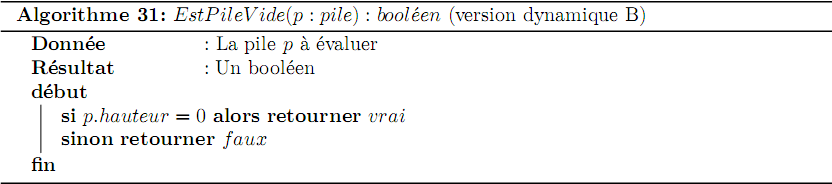 Algorithme 31: EstPileVide(p : pile) : booléen (version dynamique B)
Donnée : La pile p à évaluer
Résultat : Un booléen
début
si p.hauteur = 0 alors retourner vrai
sinon retourner faux
fin